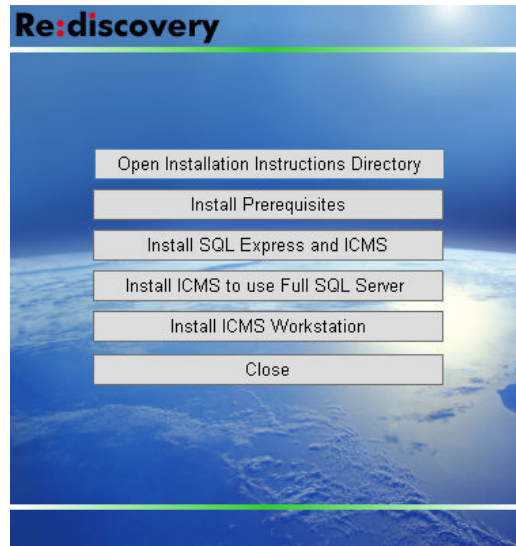 Re:discovery
Open Installation Instructions Directory
Install Prerequisites
Install SQL Express and ICMS
Install ICMS to use Full SQL Server
Install ICMS Workstation
Close